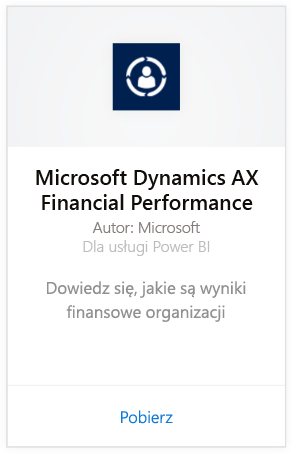 Microsoft Dynamics AX
Financial Performance
Autor: Microsoft
Dla usługi Power BI
Dowiedz się, jakie są wyniki
finansowe organizacji
Pobierz